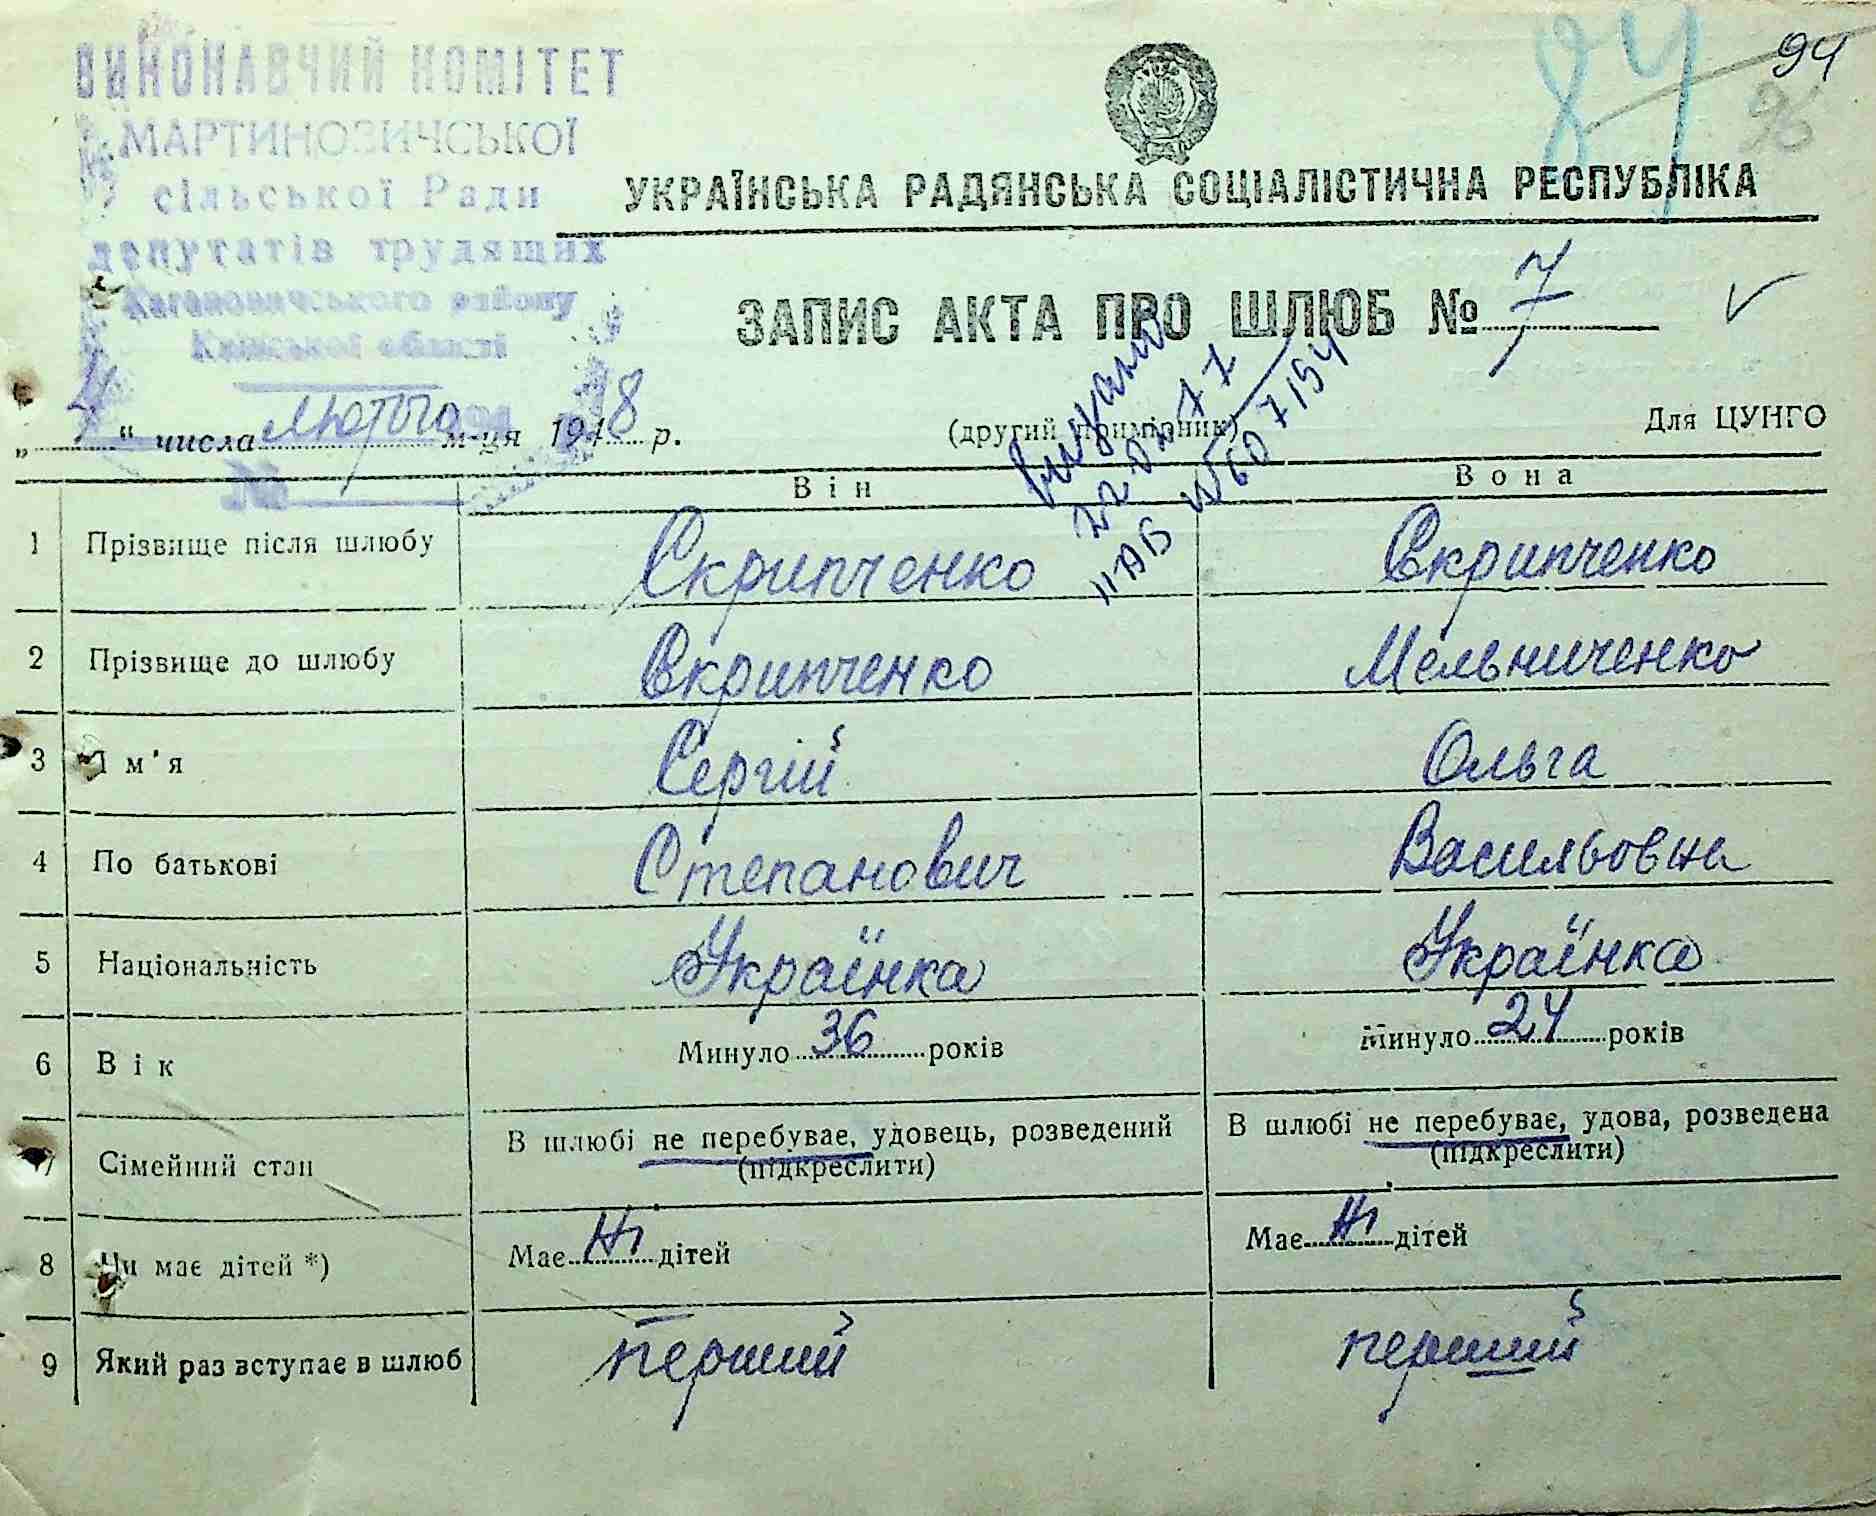 94
84
96
ВИКОНАВЧИЙ КОМІТЕТ
МАРТИНОВИЧСЬКОЇ
сільської Ради
депутатів трудящих
Кагановичського району
Київської області
№
УКРАЇНСЬКА РАДЯНСЬКА СОЦІАЛІСТИЧНА РЕСПУБЛІКА
ЗАПИС АКТА ПРО ШЛЮБ № 7
„4“ числа Лютого м-ця 1948 р.
(другий примірник)
Для ЦУНГО
Він Вона
1 Прізвище після шлюбу Скрипченко Скрипченко
2 Прізвище до шлюбу Скрипченко Мельниченко
3 Ім'я Сергій Ольга
4 По батькові Степанович Васильовна
5 Національність Українка Українка
6 Вік Минуло 36 років Минуло 24 років
7 Сімейний стан В шлюбі не перебуває, удовець, розведений (підкреслити) В шлюбі не перебуває, удова, розведена (підкреслити)
8 Чи має дітей *) Має Ні дітей Має Ні дітей
9 Який раз вступає в шлюб перший перший